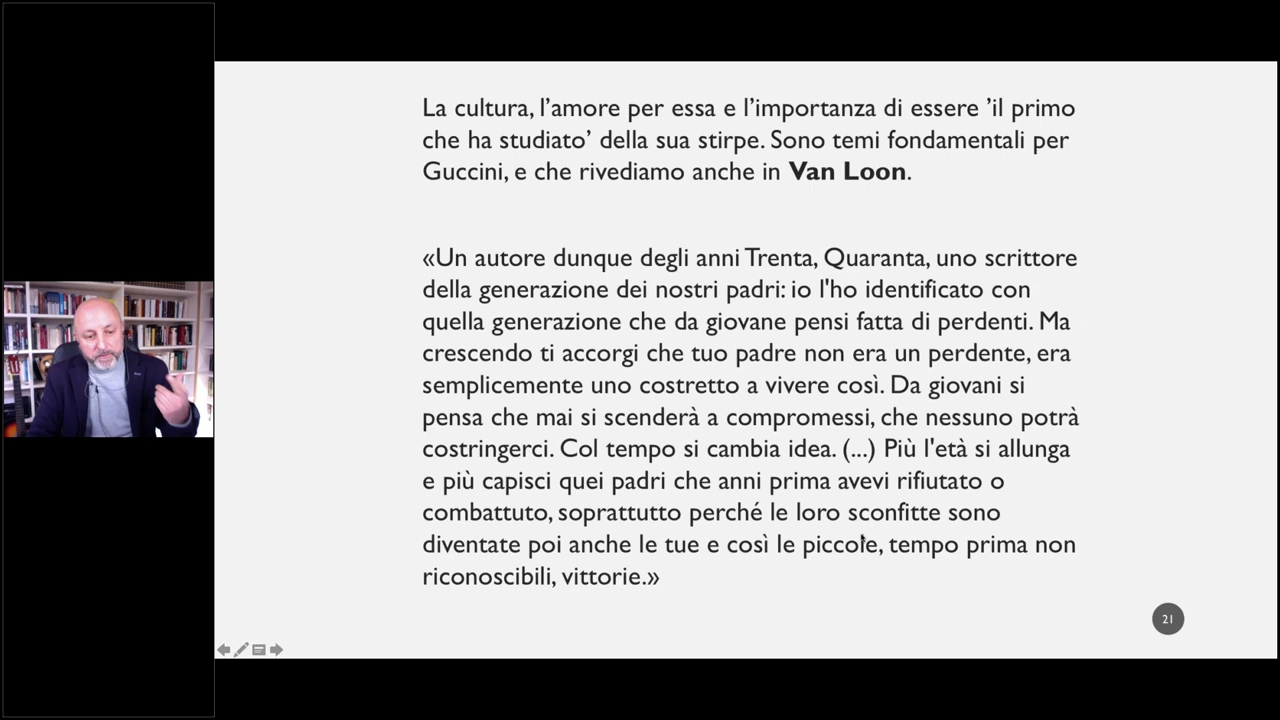 La cultura, l’amore per essa e l’importanza di essere ’il primo
che ha studiato’ della sua stirpe. Sono temi fondamentali per
Guccini, e che rivediamo anche in Van Loon.
«Un autore dunque degli anni Trenta, Quaranta, uno scrittore
della generazione dei nostri padri: io l'ho identificato con
quella generazione che da giovane pensi fatta di perdenti. Ma
crescendo ti accorgi che tuo padre non era un perdente, era
semplicemente uno costretto a vivere così. Da giovani si
pensa che mai si scenderà a compromessi, che nessuno potrà
costringerci. Col tempo si cambia idea. (...) Più l'età si allunga
e più capisci quei padri che anni prima avevi rifiutato o
combattuto, soprattutto perché le loro sconfitte sono
diventate poi anche le tue e così le piccole, tempo prima non
riconoscibili, vittorie.»
21